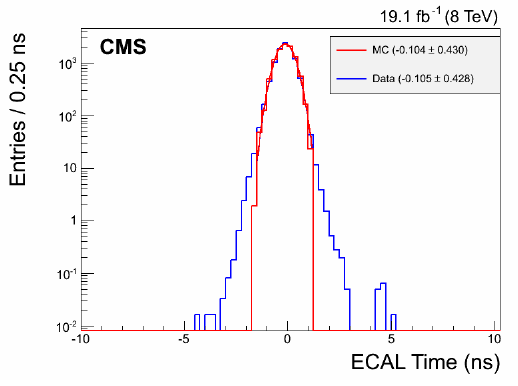 19.1 fb⁻¹ (8 TeV)
CMS
MC (-0.104 ± 0.430)
Data (-0.105 ± 0.428)
Entries / 0.25 ns
10³
10²
10
1
10⁻¹
10⁻²
-10 -5 0 5 10
ECAL Time (ns)